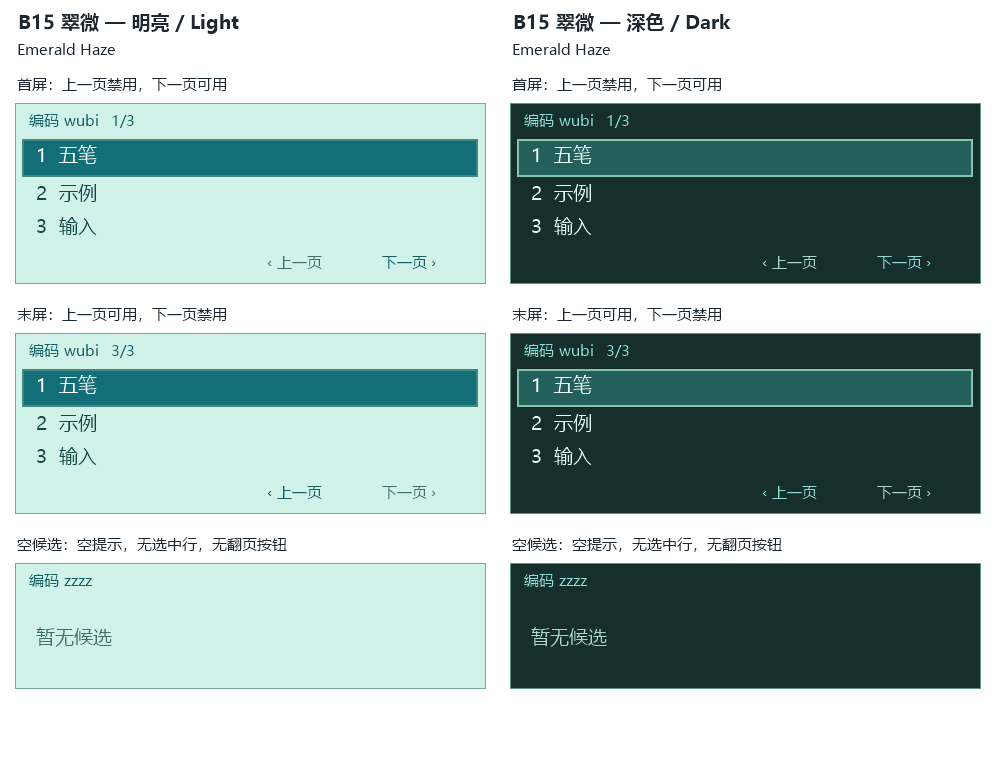 B15 翠微 — 明亮 / Light
Emerald Haze
首屏：上一页禁用，下一页可用
编码 wubi 1/3
1 五笔
2 示例
3 输入
‹ 上一页 下一页 ›
末屏：上一页可用，下一页禁用
编码 wubi 3/3
1 五笔
2 示例
3 输入
‹ 上一页 下一页 ›
空候选：空提示，无选中行，无翻页按钮
编码 zzzz
暂无候选
B15 翠微 — 深色 / Dark
Emerald Haze
首屏：上一页禁用，下一页可用
编码 wubi 1/3
1 五笔
2 示例
3 输入
‹ 上一页 下一页 ›
末屏：上一页可用，下一页禁用
编码 wubi 3/3
1 五笔
2 示例
3 输入
‹ 上一页 下一页 ›
空候选：空提示，无选中行，无翻页按钮
编码 zzzz
暂无候选